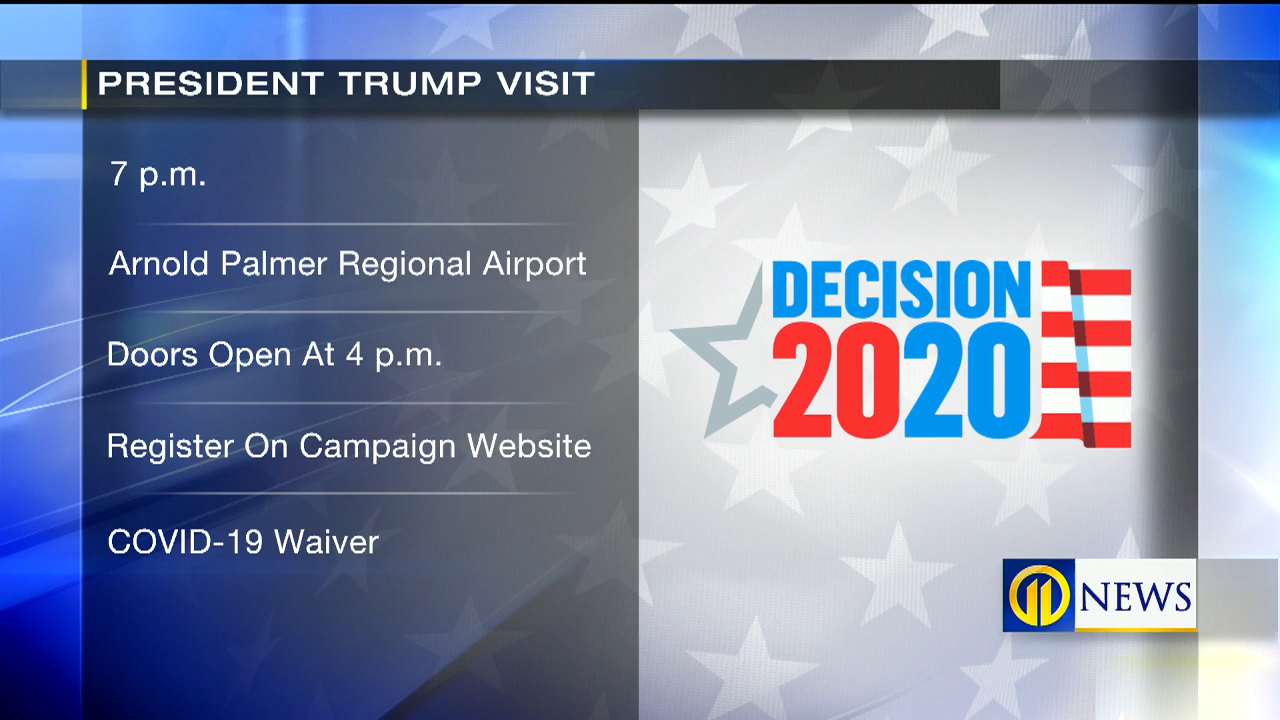 PRESIDENT TRUMP VISIT
7 p.m.
Arnold Palmer Regional Airport
Doors Open At 4 p.m.
Register On Campaign Website
COVID-19 Waiver
DECISION
2020
11 NEWS